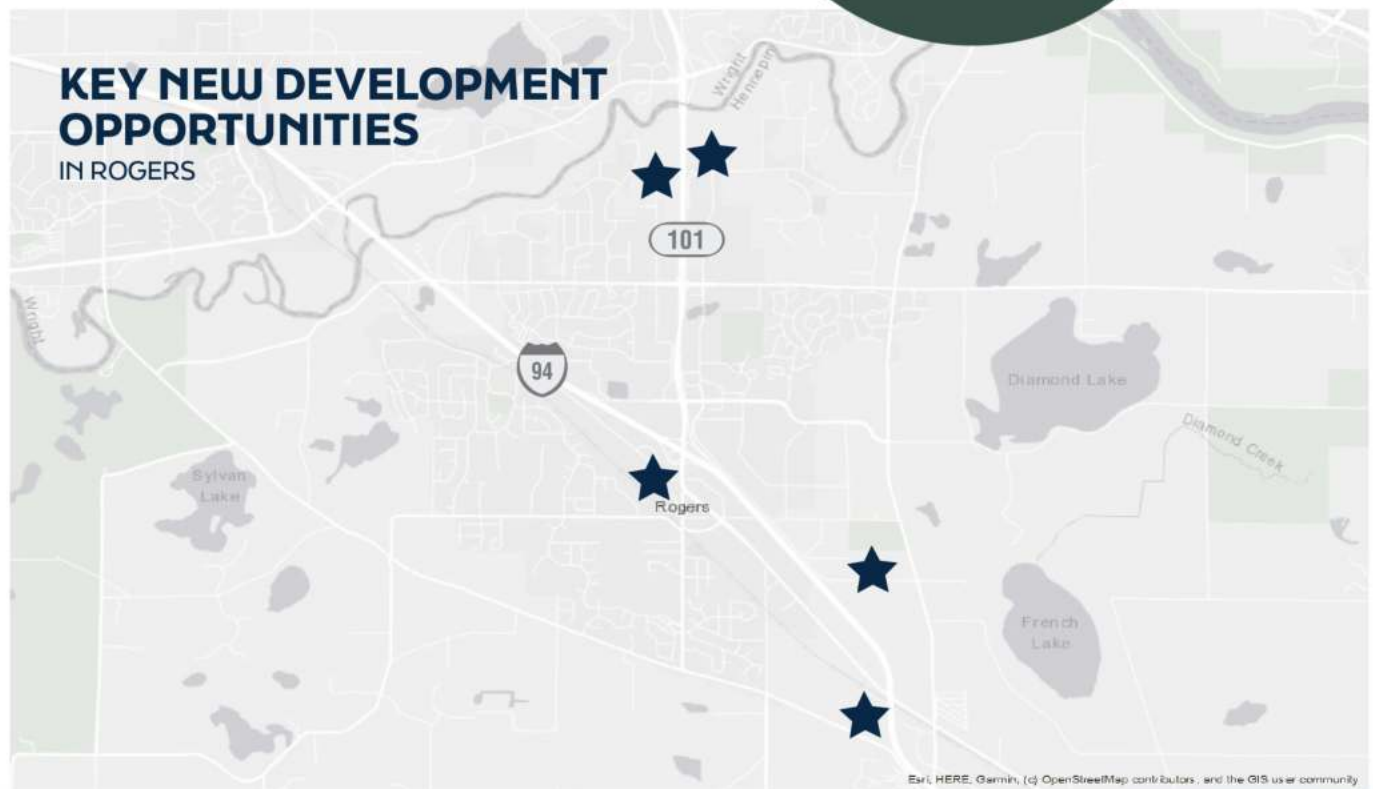 KEY NEW DEVELOPMENT
OPPORTUNITIES
IN ROGERS
Wright
Hennepin
101
Wright
94
Diamond Lake
Diamond Creek
Sylvan
Lake
Rogers
French
Lake
Esri, HERE, Garmin, (c) OpenStreetMap contributors, and the GIS user community